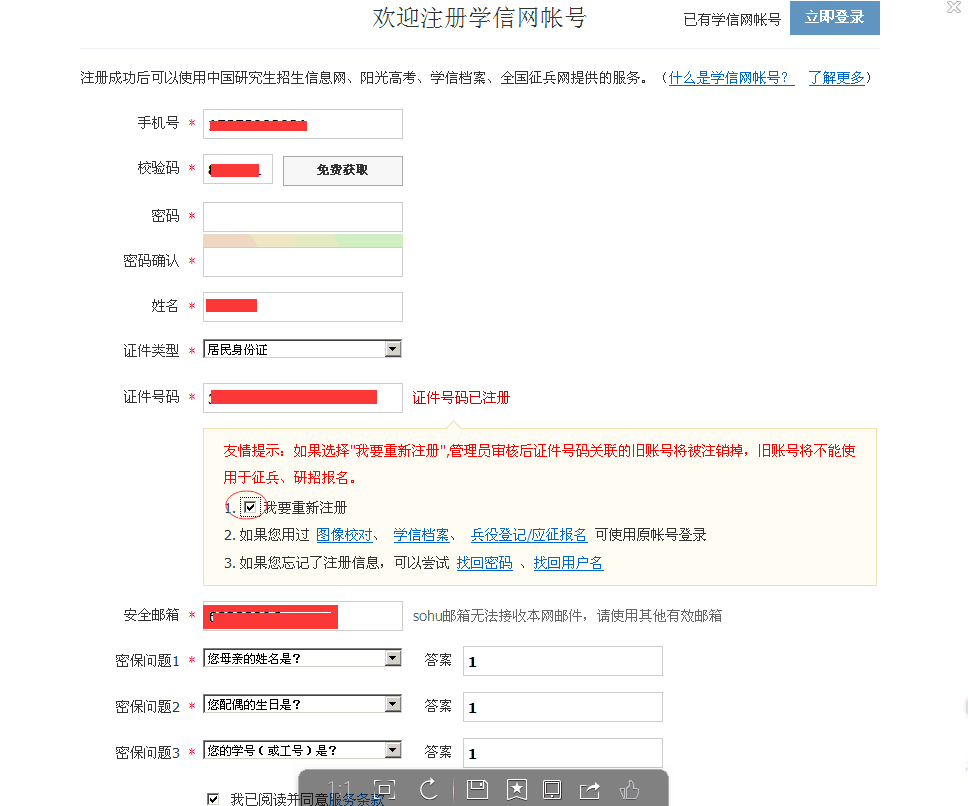 欢迎注册学信网帐号
已有学信网帐号 立即登录
注册成功后可以使用中国研究生招生信息网、阳光高考、学信档案、全国征兵网提供的服务。（什么是学信网帐号? 了解更多）
手机号 *
校验码 * 免费获取
密码 *
密码确认 *
姓名 *
证件类型 * 居民身份证
证件号码 * 证件号码已注册
友情提示：如果选择"我要重新注册",管理员审核后证件号码关联的旧账号将被注销掉，旧账号将不能使
用于征兵、研招报名。
1. 我要重新注册
2. 如果您用过 图像校对、 学信档案、 兵役登记/应征报名 可使用原帐号登录
3. 如果您忘记了注册信息，可以尝试 找回密码 、找回用户名
安全邮箱 * sohu邮箱无法接收本网邮件，请使用其他有效邮箱
密保问题1 * 您母亲的姓名是? 答案 1
密保问题2 * 您配偶的生日是? 答案 1
密保问题3 * 您的学号（或工号）是? 答案 1
1:1
我已阅读并同意服务条款